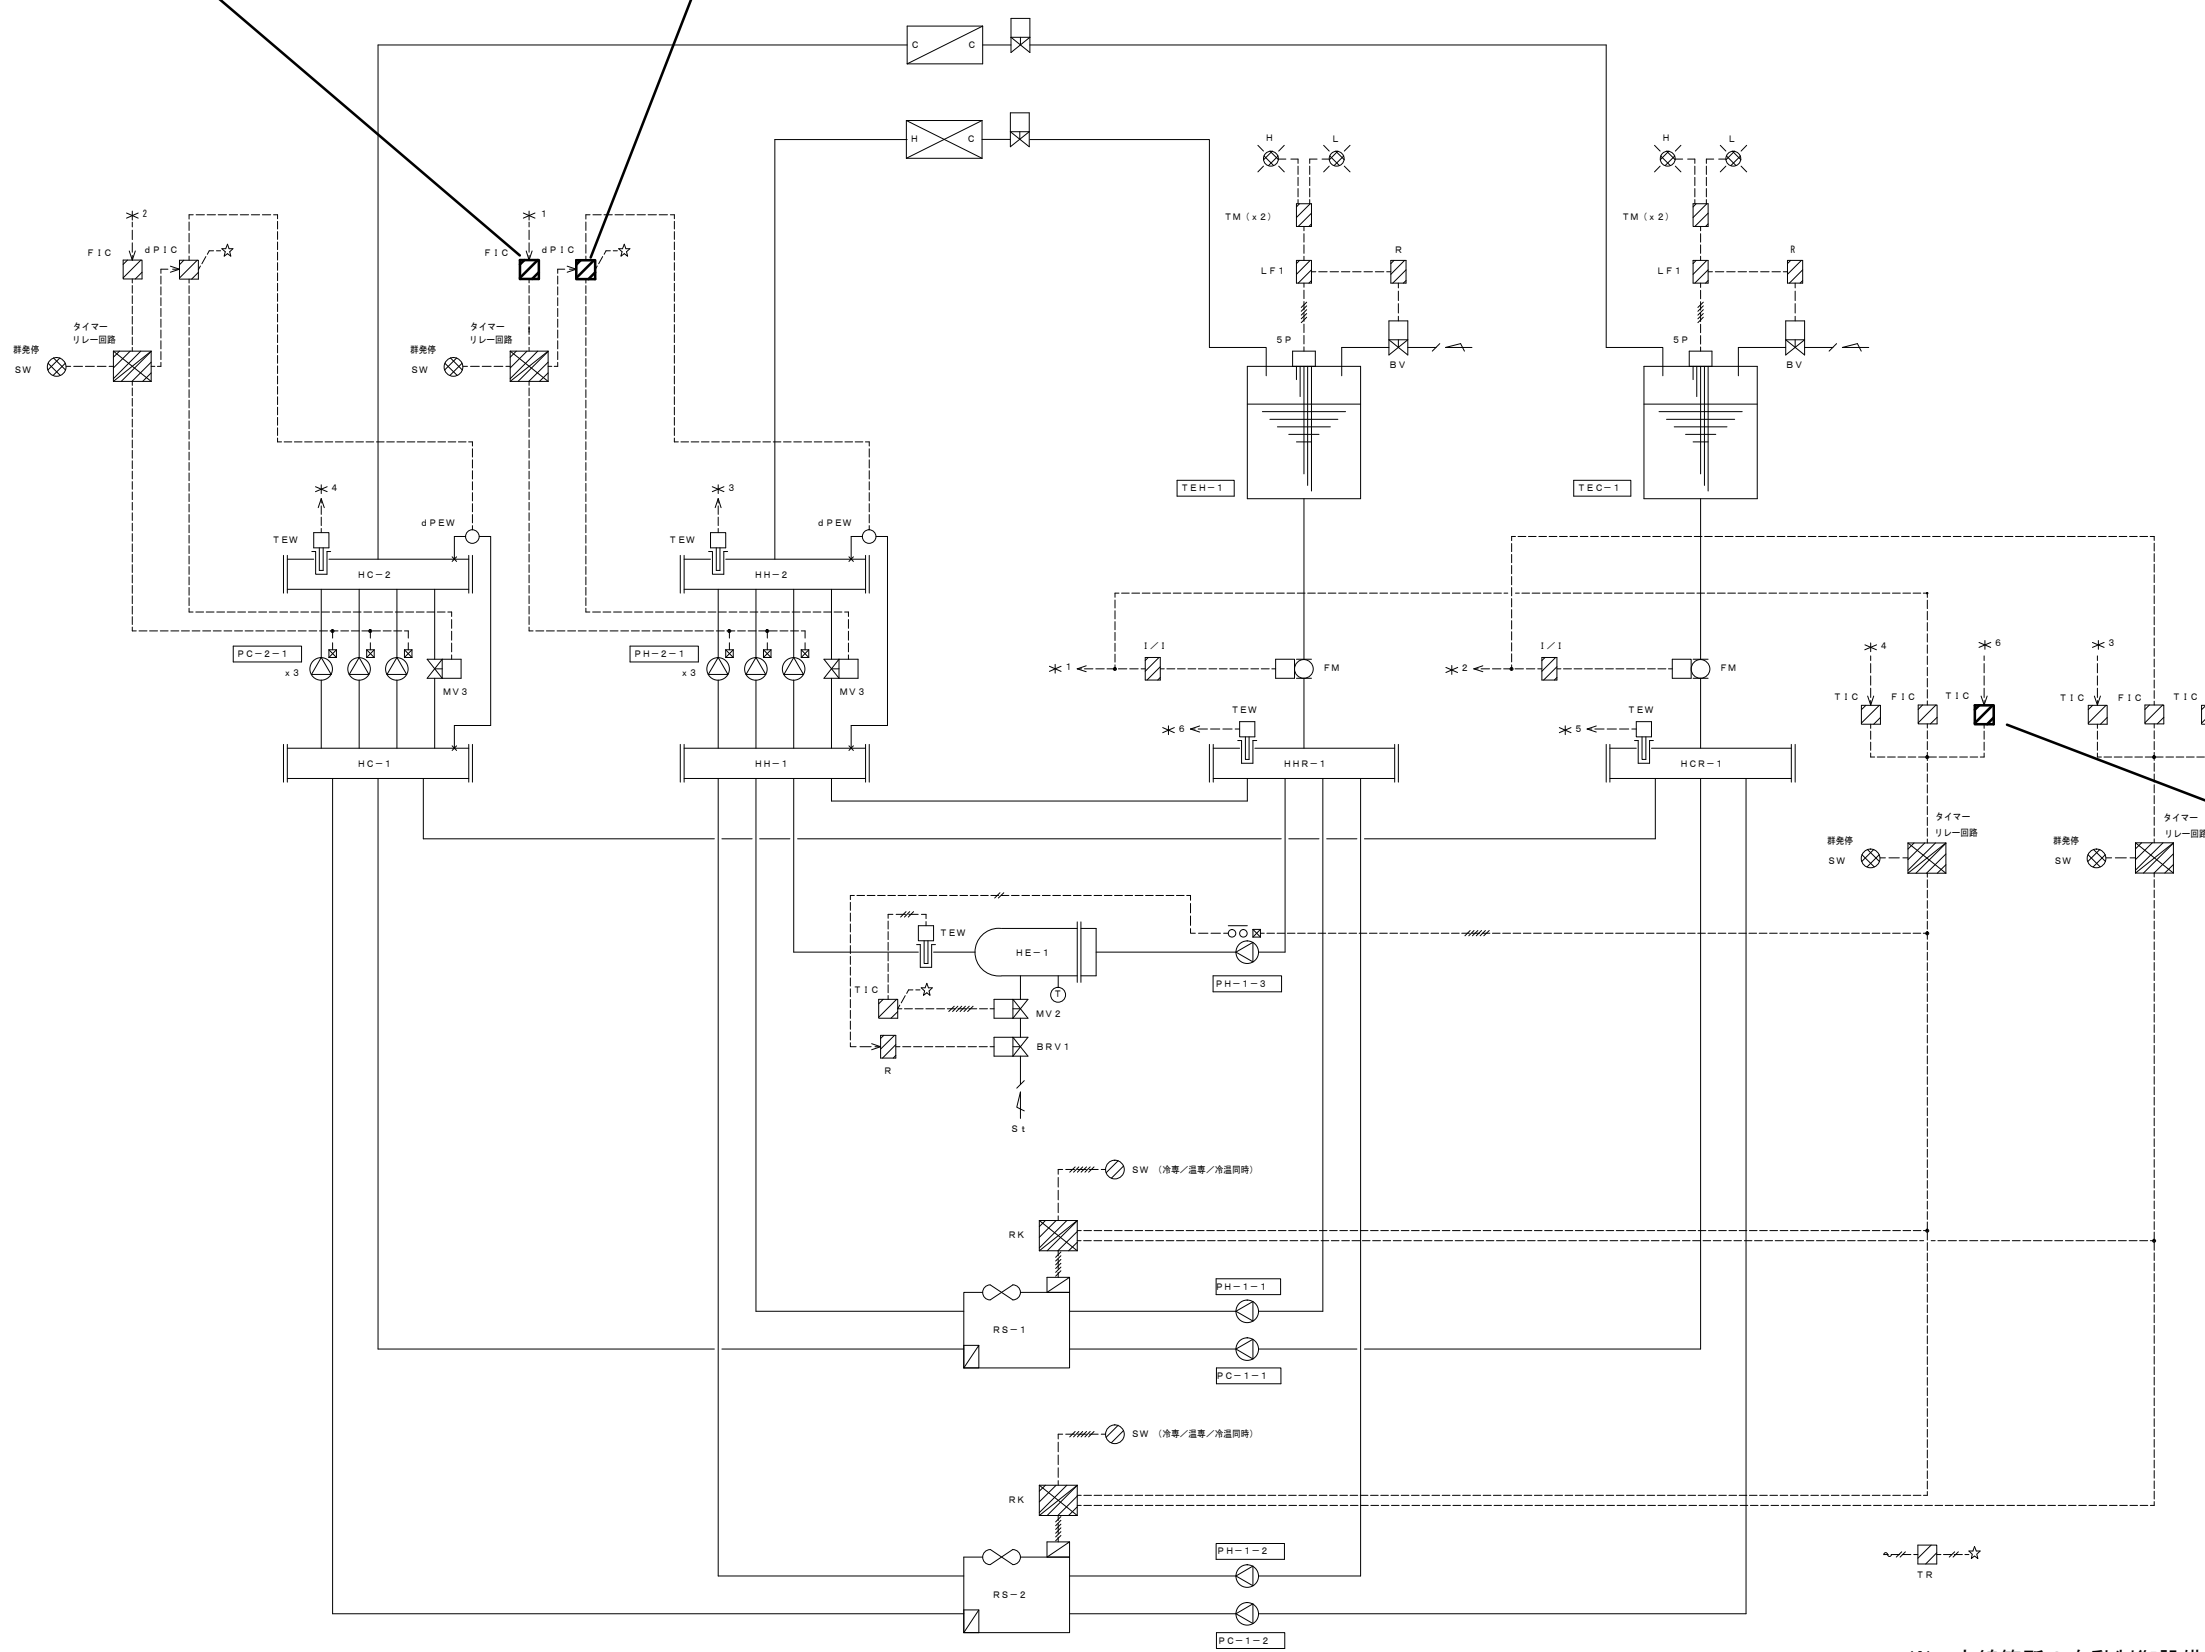 C C
H C
H L
H L
TM(x2)
TM(x2)
2
FIC
dPIC
1
FIC
dPIC
LF1
R
LF1
R
タイマー
リレー回路
群発停
SW
タイマー
リレー回路
群発停
SW
5P
BV
5P
BV
TEH-1
TEC-1
4
TEW
dPEW
HC-2
3
TEW
dPEW
HH-2
PC-2-1
x3
MV3
PH-2-1
x3
MV3
1
I/I
FM
2
I/I
FM
4
6
3
TIC
FIC
TIC
TIC
FIC
TIC
6
TEW
5
TEW
HC-1
HH-1
HHR-1
HCR-1
タイマー
リレー回路
群発停
SW
タイマー
リレー回路
群発停
SW
TEW
HE-1
PH-1-3
TIC
T
MV2
BRV1
R
St
SW (冷専/温専/冷温同時)
RK
PH-1-1
RS-1
PC-1-1
SW (冷専/温専/冷温同時)
RK
PH-1-2
RS-2
PC-1-2
TR